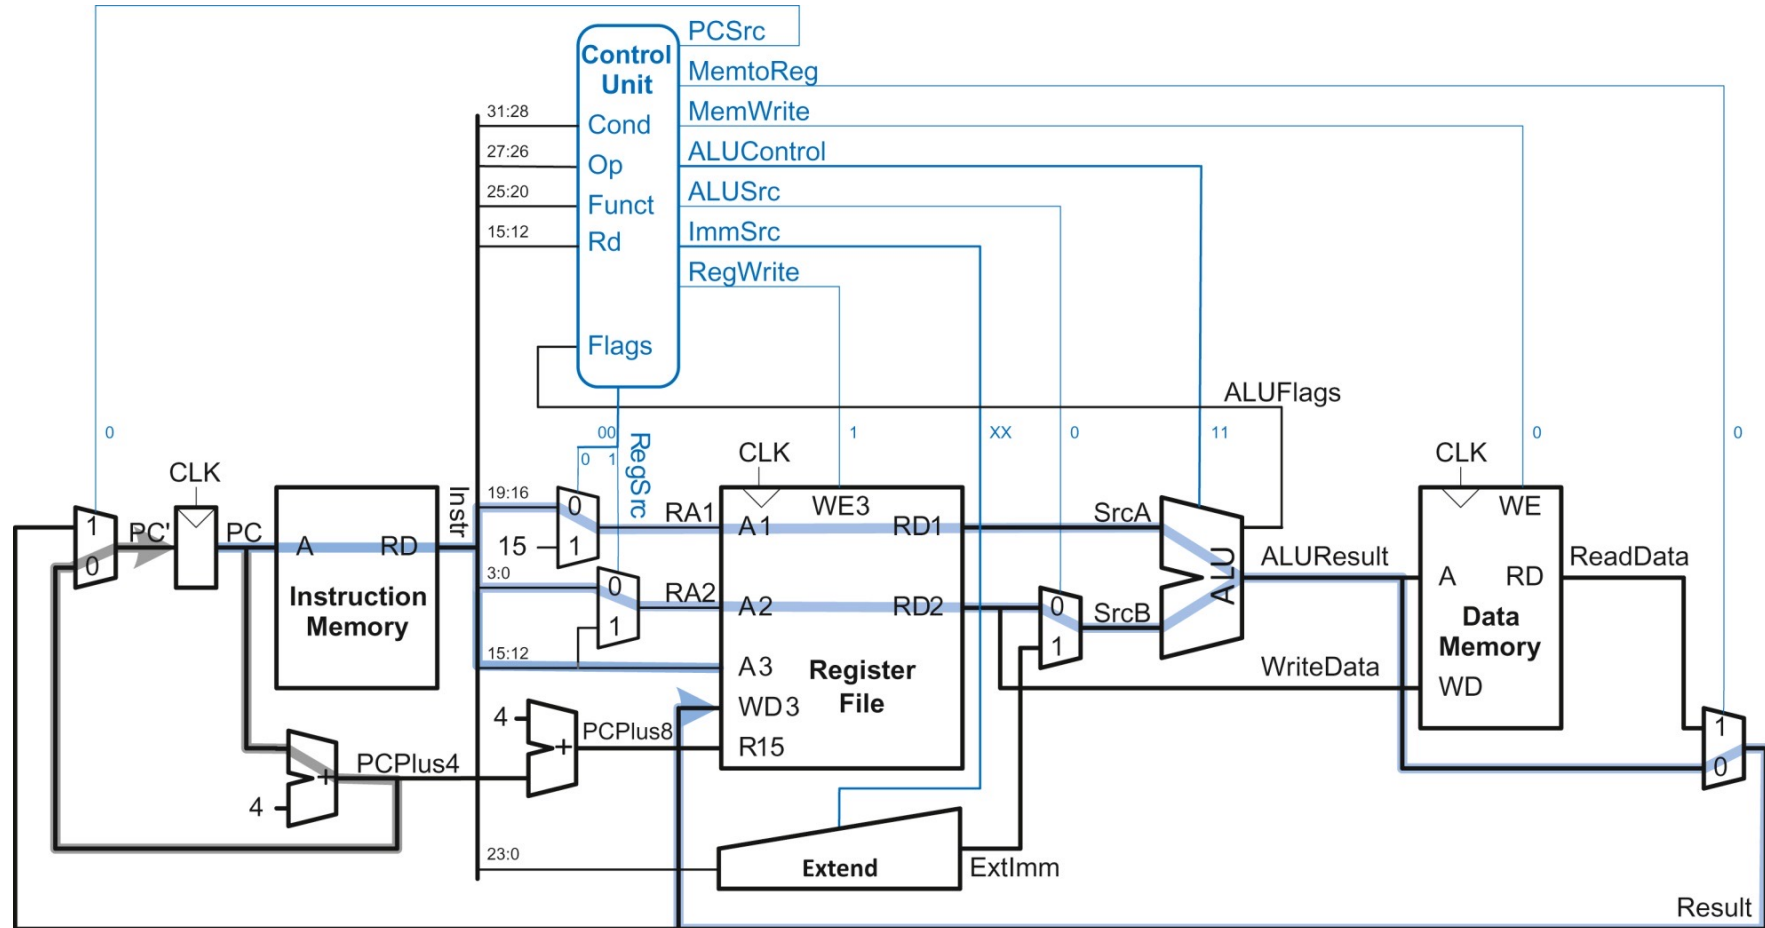 PCSrc
Control
Unit
MemtoReg
31:28
Cond
MemWrite
27:26
Op
ALUControl
25:20
Funct
ALUSrc
15:12
Rd
ImmSrc
RegWrite
Flags
ALUFlags
0
00
1
XX
0
11
0
0
0 1
RegSrc
CLK
CLK
CLK
Instr
19:16
0
RA1
A1
WE3
RD1
SrcA
WE
1
PC'
PC
A
RD
15
1
0
3:0
0
RA2
A2
RD2
0
SrcB
ALU
ALUResult
A
RD
ReadData
Instruction
Memory
1
1
Data
Memory
15:12
A3
Register
File
WriteData
WD
WD3
4
+
PCPlus8
R15
1
0
PCPlus4
+
4
23:0
Extend
ExtImm
Result